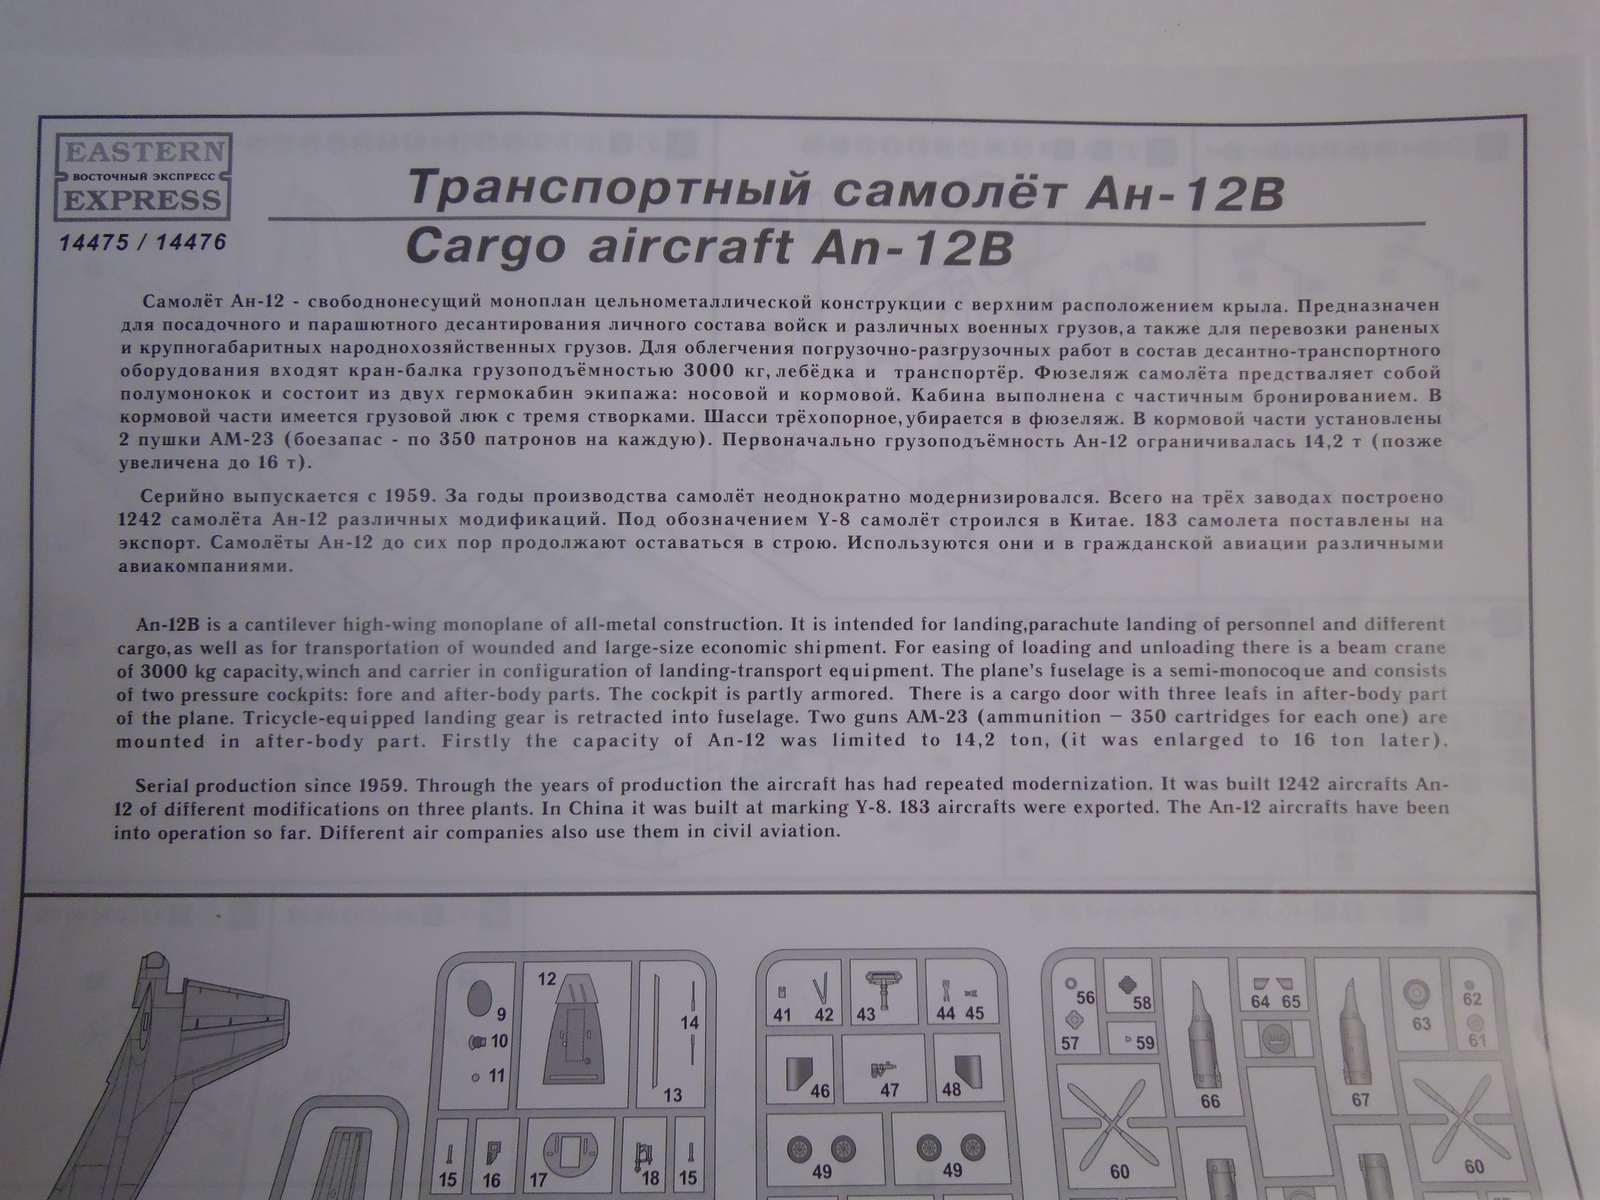 EASTERN
ВОСТОЧНЫЙ ЭКСПРЕСС
EXPRESS
14475 / 14476
Транспортный самолёт Ан-12В
Cargo aircraft An-12B
Самолёт Ан-12 - свободнонесущий моноплан цельнометаллической конструкции с верхним расположением крыла. Предназначен
для посадочного и парашютного десантирования личного состава войск и различных военных грузов,а также для перевозки раненых
и крупногабаритных народнохозяйственных грузов. Для облегчения погрузочно-разгрузочных работ в состав десантно-транспортного
оборудования входят кран-балка грузоподъёмностью 3000 кг,лебёдка и транспортёр. Фюзеляж самолёта предстваляет собой
полумонокок и состоит из двух гермокабин экипажа: носовой и кормовой. Кабина выполнена с частичным бронированием. В
кормовой части имеется грузовой люк с тремя створками. Шасси трёхопорное,убирается в фюзеляж. В кормовой части установлены
2 пушки АМ-23 (боезапас - по 350 патронов на каждую). Первоначально грузоподъёмность Ан-12 ограничивалась 14,2 т (позже
увеличена до 16 т).
Серийно выпускается с 1959. За годы производства самолёт неоднократно модернизировался. Всего на трёх заводах построено
1242 самолёта Ан-12 различных модификаций. Под обозначением Y-8 самолёт строился в Китае. 183 самолета поставлены на
экспорт. Самолёты Ан-12 до сих пор продолжают оставаться в строю. Используются они и в гражданской авиации различными
авиакомпаниями.
An-12B is a cantilever high-wing monoplane of all-metal construction. It is intended for landing,parachute landing of personnel and different
cargo,as well as for transportation of wounded and large-size economic shipment. For easing of loading and unloading there is a beam crane
of 3000 kg capacity,winch and carrier in configuration of landing-transport equipment. The plane's fuselage is a semi-monocoque and consists
of two pressure cockpits: fore and after-body parts. The cockpit is partly armored. There is a cargo door with three leafs in after-body part
of the plane. Tricycle-equipped landing gear is retracted into fuselage. Two guns AM-23 (ammunition – 350 cartridges for each one) are
mounted in after-body part. Firstly the capacity of An-12 was limited to 14,2 ton, (it was enlarged to 16 ton later).
Serial production since 1959. Through the years of production the aircraft has had repeated modernization. It was built 1242 aircrafts An-
12 of different modifications on three plants. In China it was built at marking Y-8. 183 aircrafts were exported. The An-12 aircrafts have been
into operation so far. Different air companies also use them in civil aviation.
9 12 14 41 42 43 44 45 56 58 64 65 62
10 57 59 63 61
11 13 46 47 48 66 67
15 16 17 18 15 49 49 60 60